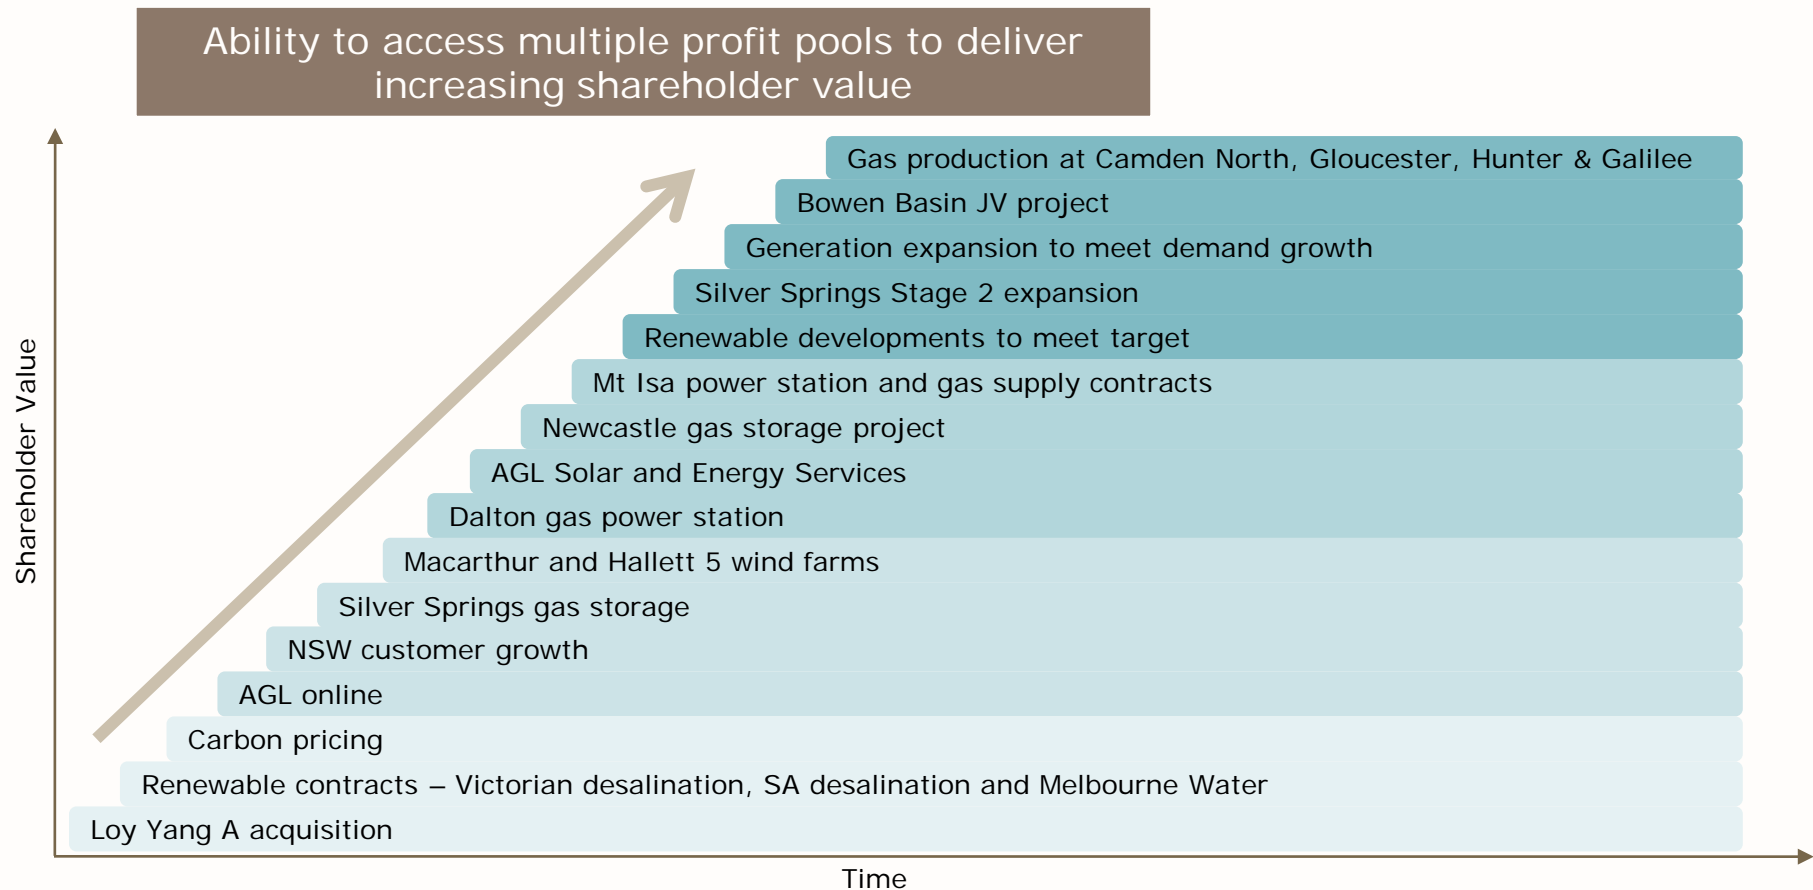 Ability to access multiple profit pools to deliver
increasing shareholder value
Gas production at Camden North, Gloucester, Hunter & Galilee
Bowen Basin JV project
Generation expansion to meet demand growth
Silver Springs Stage 2 expansion
Renewable developments to meet target
Mt Isa power station and gas supply contracts
Newcastle gas storage project
AGL Solar and Energy Services
Dalton gas power station
Macarthur and Hallett 5 wind farms
Silver Springs gas storage
NSW customer growth
AGL online
Carbon pricing
Renewable contracts – Victorian desalination, SA desalination and Melbourne Water
Loy Yang A acquisition
Shareholder Value
Time